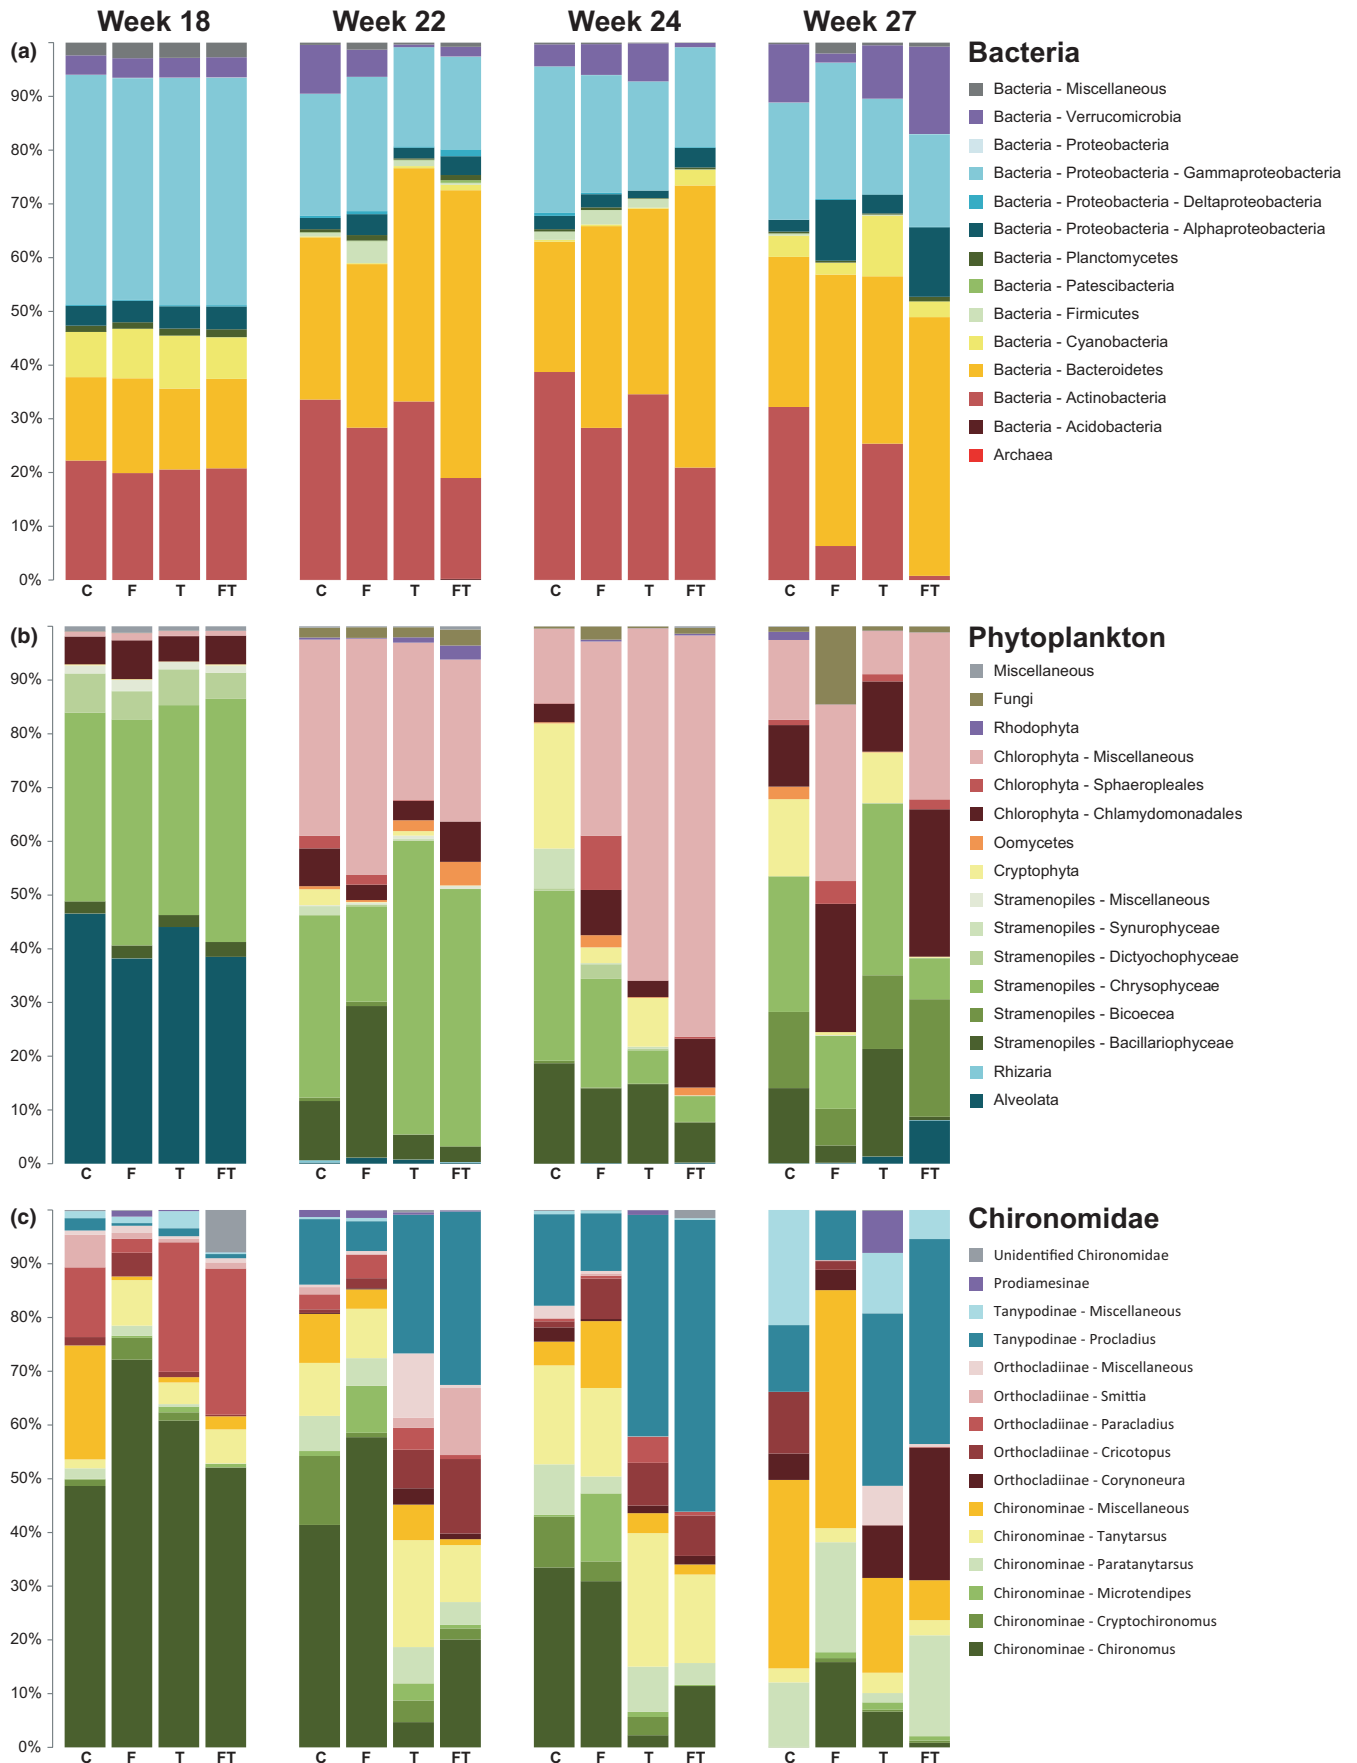 Week 18 Week 22 Week 24 Week 27
(a)
Bacteria
Bacteria - Miscellaneous
Bacteria - Verrucomicrobia
Bacteria - Proteobacteria
Bacteria - Proteobacteria - Gammaproteobacteria
Bacteria - Proteobacteria - Deltaproteobacteria
Bacteria - Proteobacteria - Alphaproteobacteria
Bacteria - Planctomycetes
Bacteria - Patescibacteria
Bacteria - Firmicutes
Bacteria - Cyanobacteria
Bacteria - Bacteroidetes
Bacteria - Actinobacteria
Bacteria - Acidobacteria
Archaea
90%
80%
70%
60%
50%
40%
30%
20%
10%
0%
C F T FT C F T FT C F T FT C F T FT
(b)
Phytoplankton
Miscellaneous
Fungi
Rhodophyta
Chlorophyta - Miscellaneous
Chlorophyta - Sphaeropleales
Chlorophyta - Chlamydomonadales
Oomycetes
Cryptophyta
Stramenopiles - Miscellaneous
Stramenopiles - Synurophyceae
Stramenopiles - Dictyochophyceae
Stramenopiles - Chrysophyceae
Stramenopiles - Bicoecea
Stramenopiles - Bacillariophyceae
Rhizaria
Alveolata
90%
80%
70%
60%
50%
40%
30%
20%
10%
0%
C F T FT C F T FT C F T FT C F T FT
(c)
Chironomidae
Unidentified Chironomidae
Prodiamesinae
Tanypodinae - Miscellaneous
Tanypodinae - Procladius
Orthocladiinae - Miscellaneous
Orthocladiinae - Smittia
Orthocladiinae - Paracladius
Orthocladiinae - Cricotopus
Orthocladiinae - Corynoneura
Chironominae - Miscellaneous
Chironominae - Tanytarsus
Chironominae - Paratanytarsus
Chironominae - Microtendipes
Chironominae - Cryptochironomus
Chironominae - Chironomus
90%
80%
70%
60%
50%
40%
30%
20%
10%
0%
C F T FT C F T FT C F T FT C F T FT